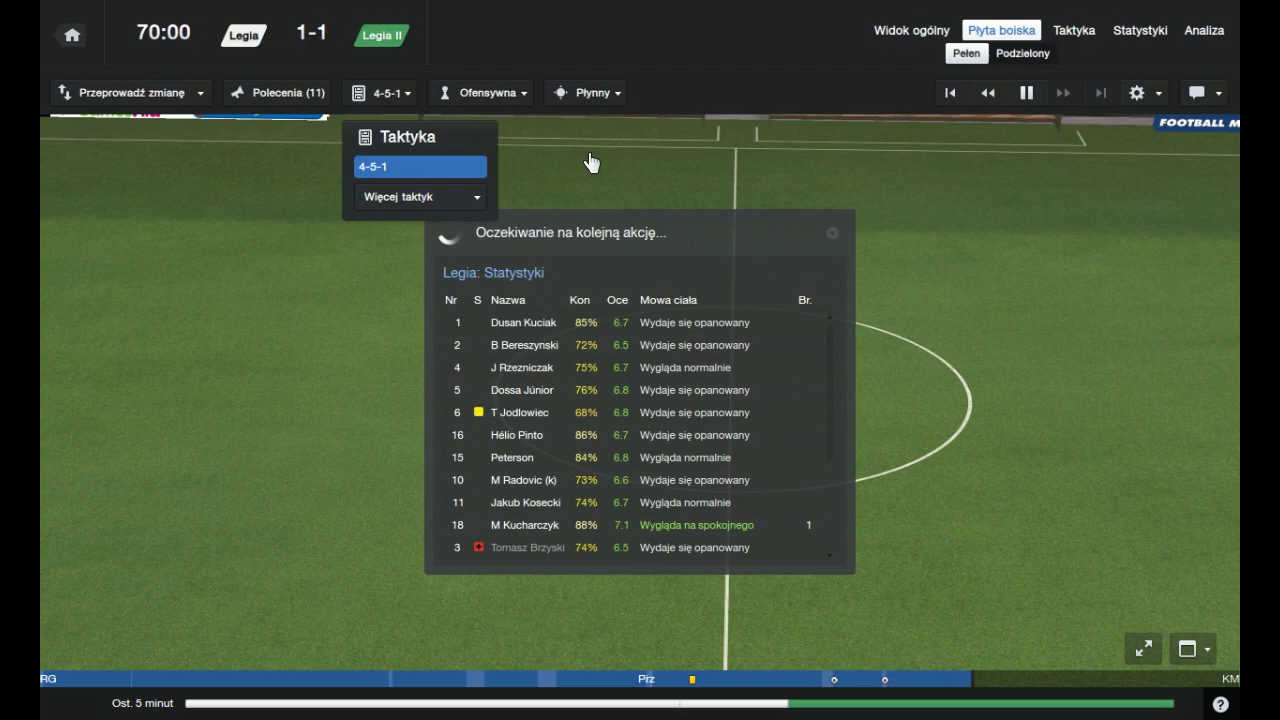 70:00 Legia 1-1 Legia II
Widok ogólny Płyta boiska Taktyka Statystyki Analiza
Pełen Podzielony
Przeprowadź zmianę Polecenia (11) 4-5-1 Ofensywna Płynny
FOOTBALL M
Taktyka
4-5-1
Więcej taktyk
Oczekiwanie na kolejną akcję...
Legia: Statystyki
Nr S Nazwa Kon Oce Mowa ciała Br.
1 Dusan Kuciak 85% 6.7 Wydaje się opanowany
2 B Bereszynski 72% 6.5 Wydaje się opanowany
4 J Rzezniczak 75% 6.7 Wygląda normalnie
5 Dossa Júnior 76% 6.8 Wydaje się opanowany
6 T Jodlowiec 68% 6.8 Wydaje się opanowany
16 Hélio Pinto 86% 6.7 Wydaje się opanowany
15 Peterson 84% 6.8 Wygląda normalnie
10 M Radovic (k) 73% 6.6 Wydaje się opanowany
11 Jakub Kosecki 74% 6.7 Wygląda normalnie
18 M Kucharczyk 88% 7.1 Wygląda na spokojnego 1
3 Tomasz Brzyski 74% 6.5 Wydaje się opanowany
RG Prz KM
Ost. 5 minut